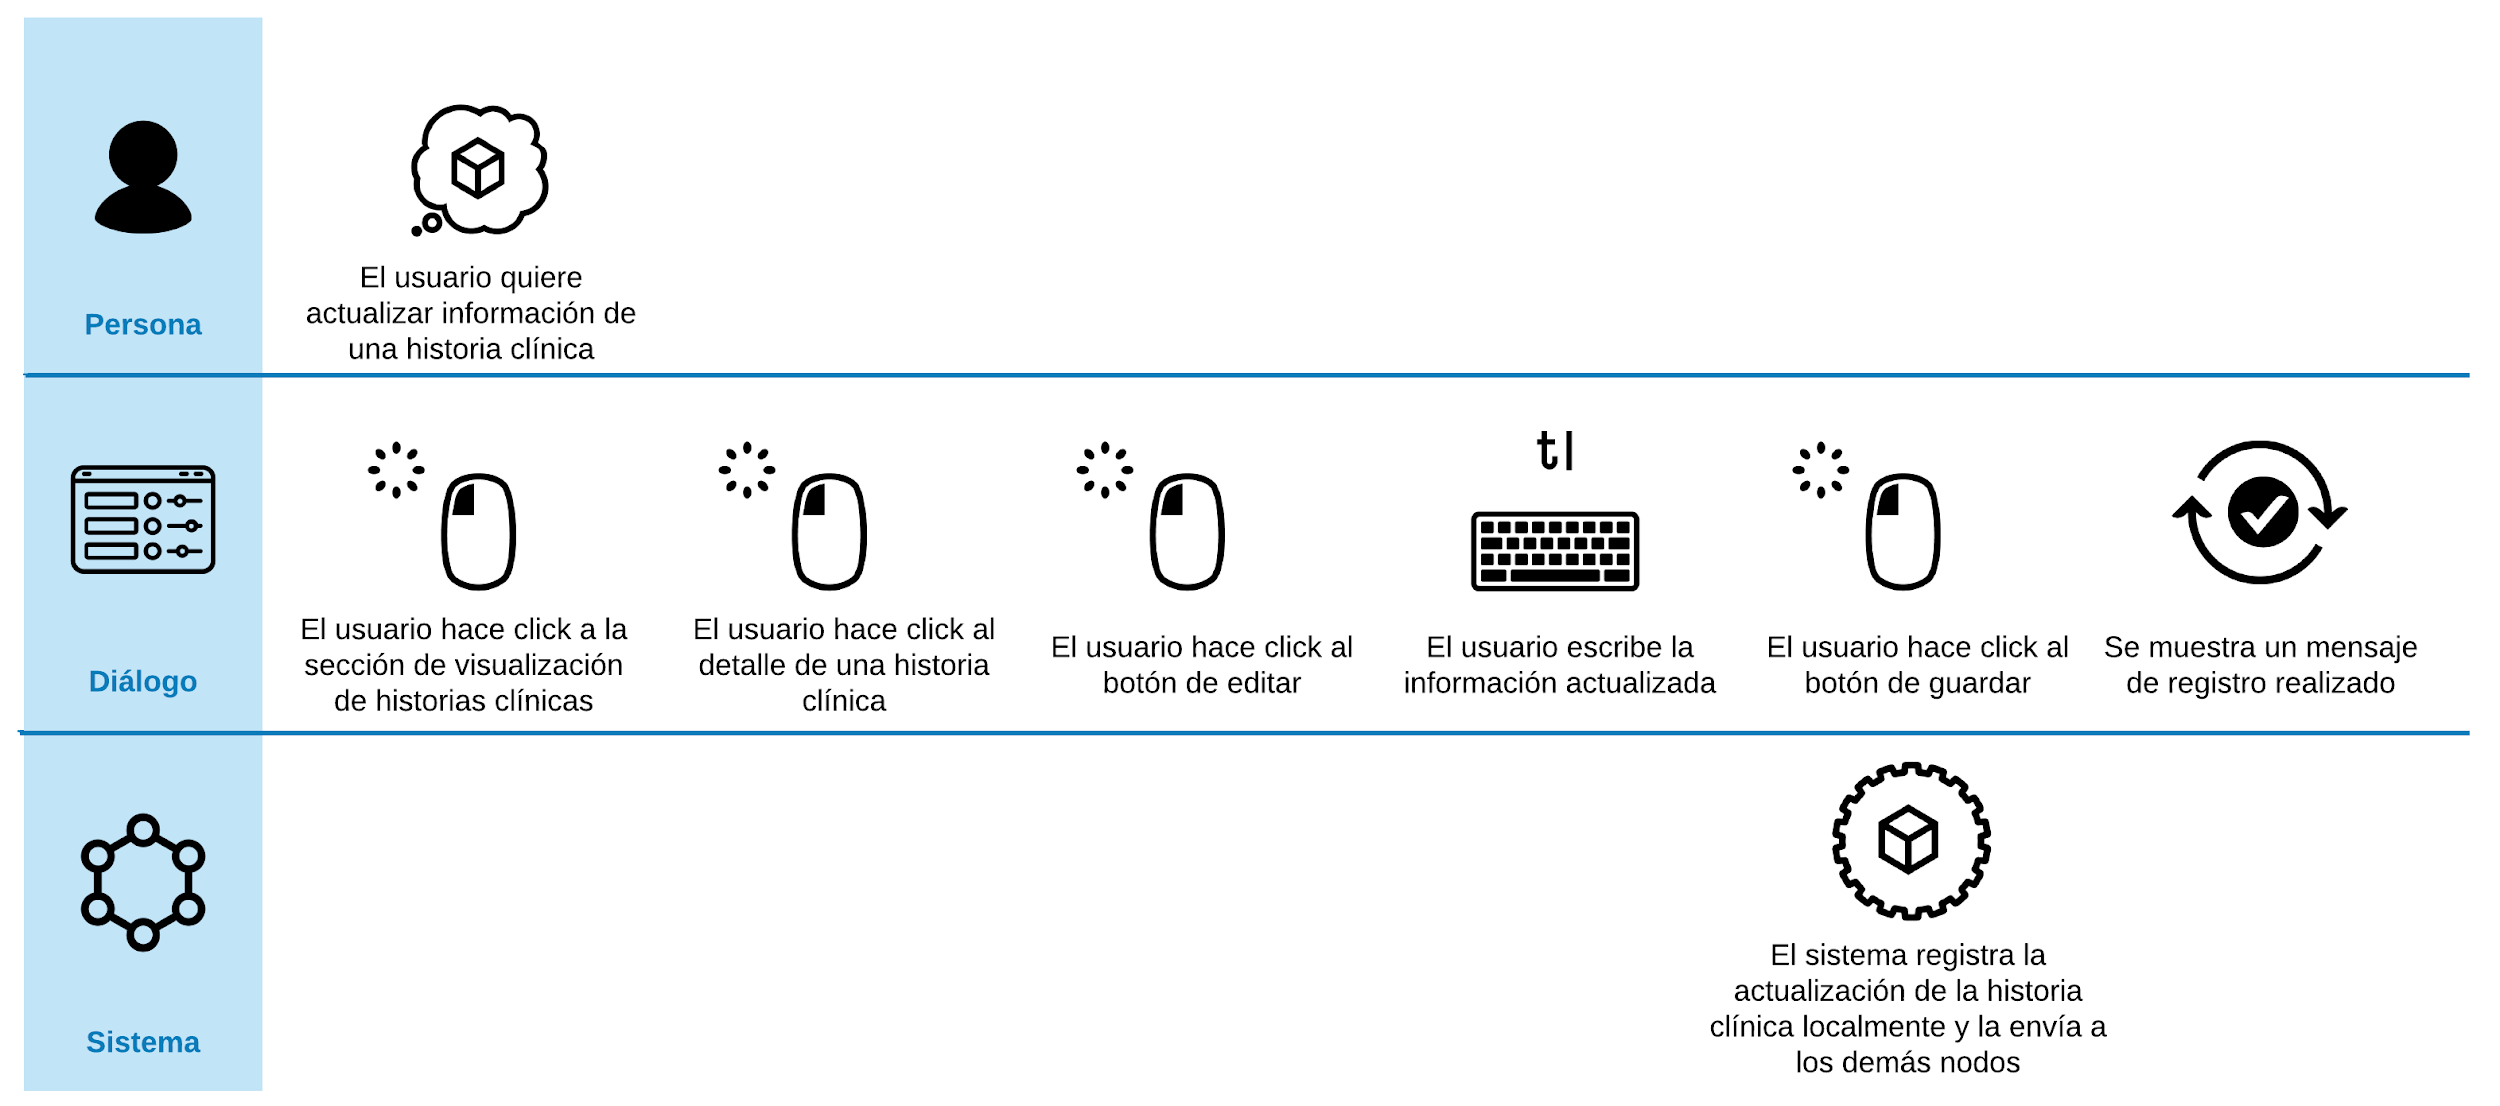 Persona
El usuario quiere
actualizar información de
una historia clínica
Diálogo
El usuario hace click a la
sección de visualización
de historias clínicas
El usuario hace click al
detalle de una historia
clínica
El usuario hace click al
botón de editar
tl
El usuario escribe la
información actualizada
El usuario hace click al
botón de guardar
Se muestra un mensaje
de registro realizado
Sistema
El sistema registra la
actualización de la historia
clínica localmente y la envía a
los demás nodos